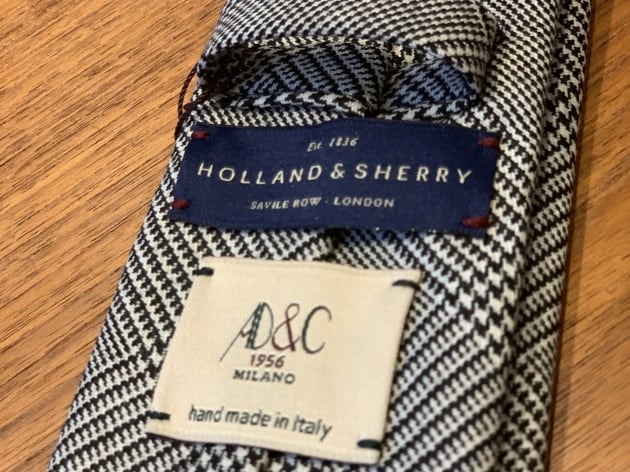 Est 1836
HOLLAND & SHERRY
SAVILE ROW · LONDON
AD&C
1956
MILANO
hand made in Italy